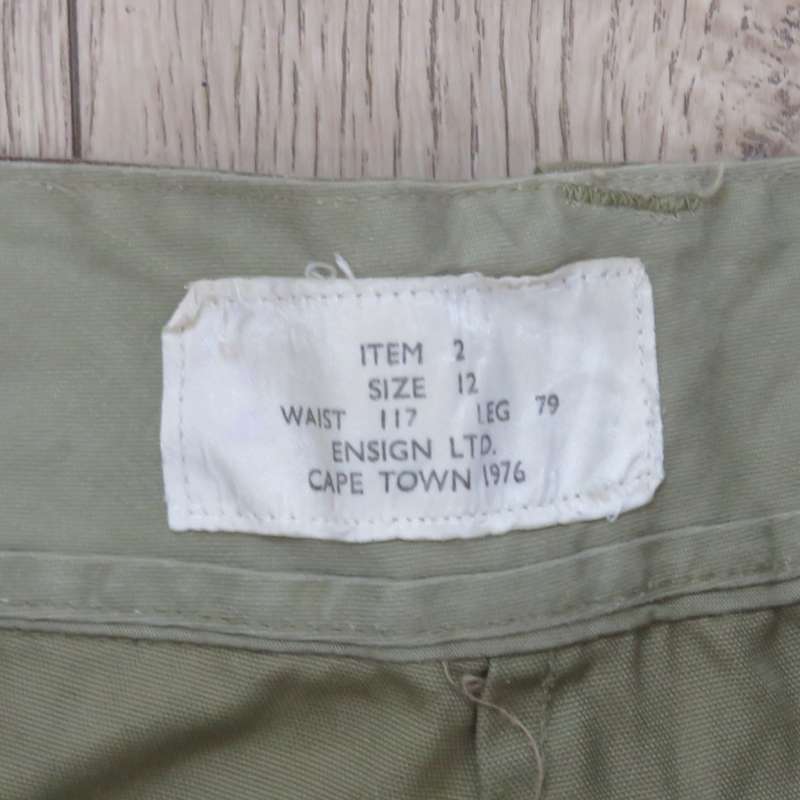 ITEM 2
SIZE 12
WAIST 117 LEG 79
ENSIGN LTD.
CAPE TOWN 1976